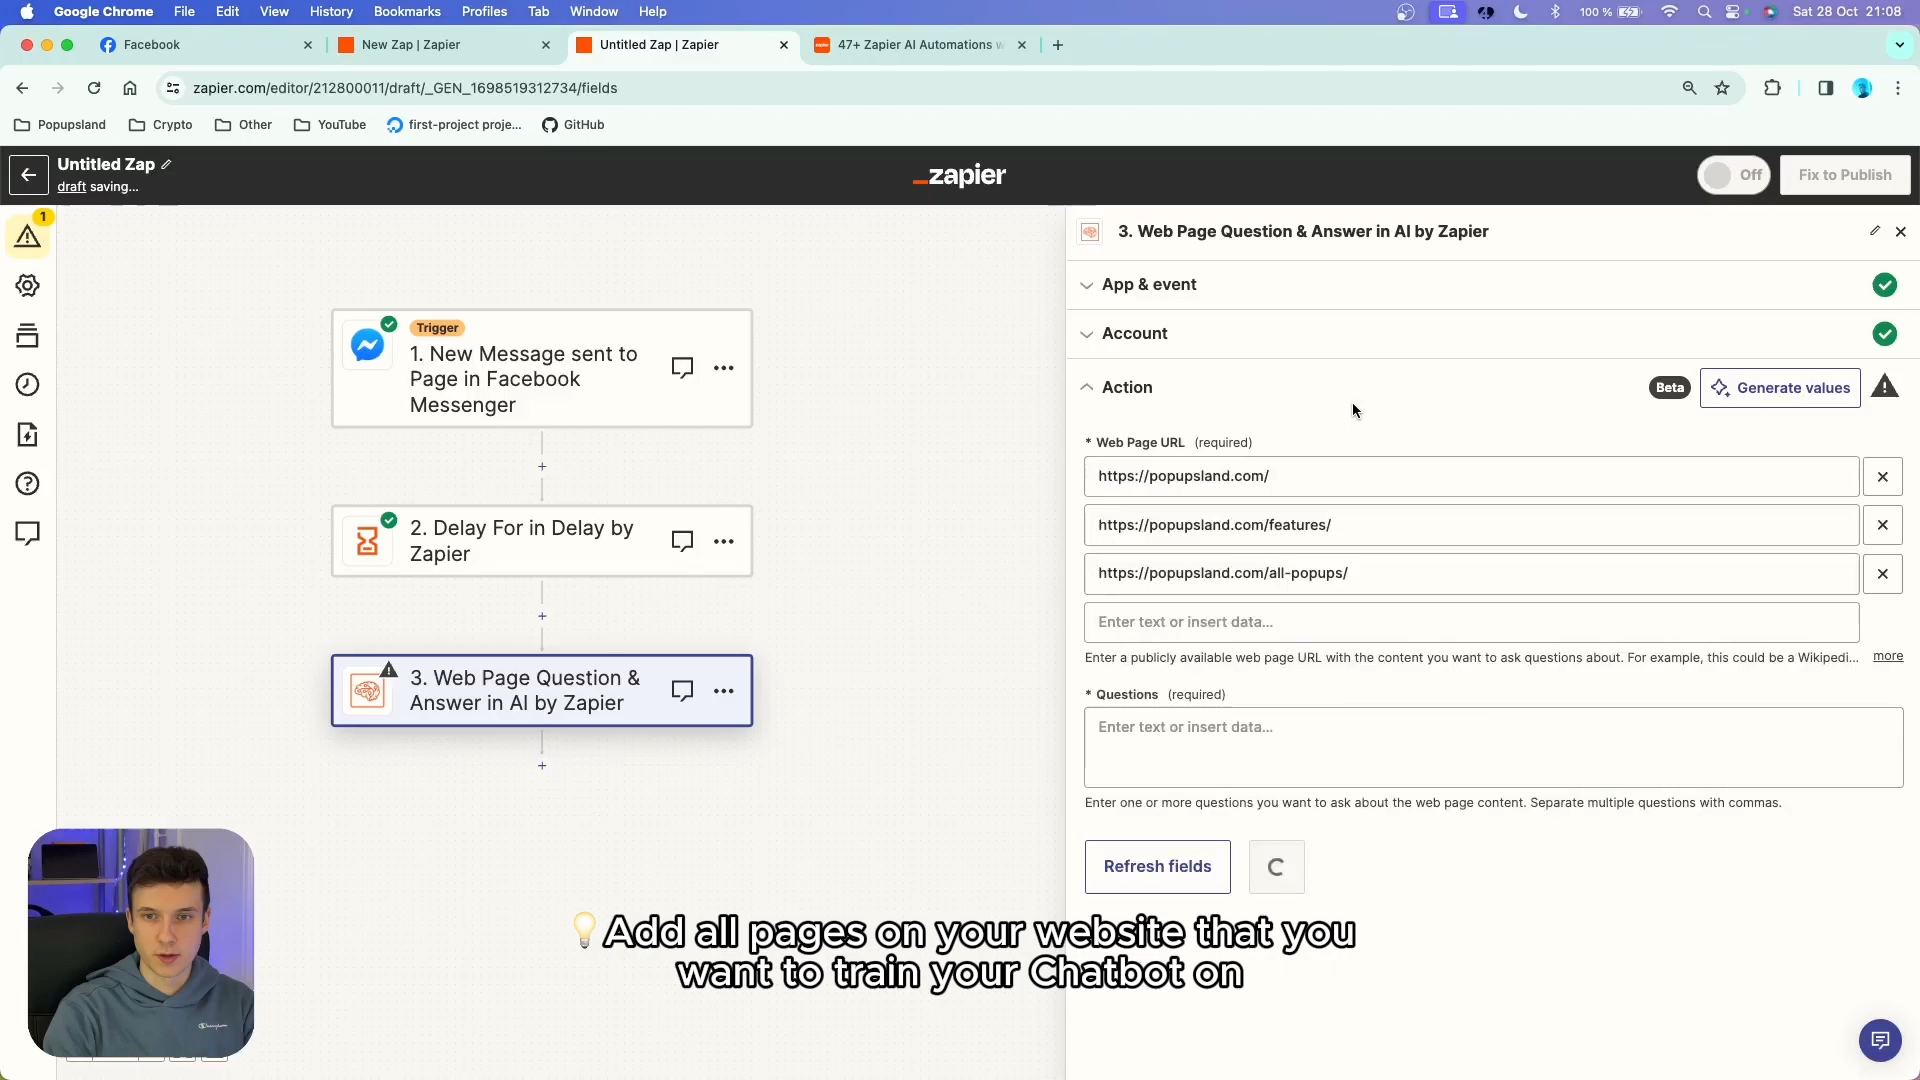 Google Chrome File Edit View History Bookmarks Profiles Tab Window Help 100 % Sat 28 Oct 21:08
Facebook New Zap | Zapier Untitled Zap | Zapier 47+ Zapier AI Automations w
zapier.com/editor/212800011/draft/_GEN_1698519312734/fields
Popupsland Crypto Other YouTube first-project proje... GitHub
Untitled Zap
draft saving...
_zapier
Off
Fix to Publish
1
3. Web Page Question & Answer in AI by Zapier
App & event
Account
Action
Beta
Generate values
Trigger
1. New Message sent to
Page in Facebook
Messenger
2. Delay For in Delay by
Zapier
3. Web Page Question &
Answer in AI by Zapier
* Web Page URL (required)
https://popupsland.com/
https://popupsland.com/features/
https://popupsland.com/all-popups/
Enter text or insert data...
Enter a publicly available web page URL with the content you want to ask questions about. For example, this could be a Wikipedi... more
* Questions (required)
Enter text or insert data...
Enter one or more questions you want to ask about the web page content. Separate multiple questions with commas.
Refresh fields
💡Add all pages on your website that you
want to train your Chatbot on